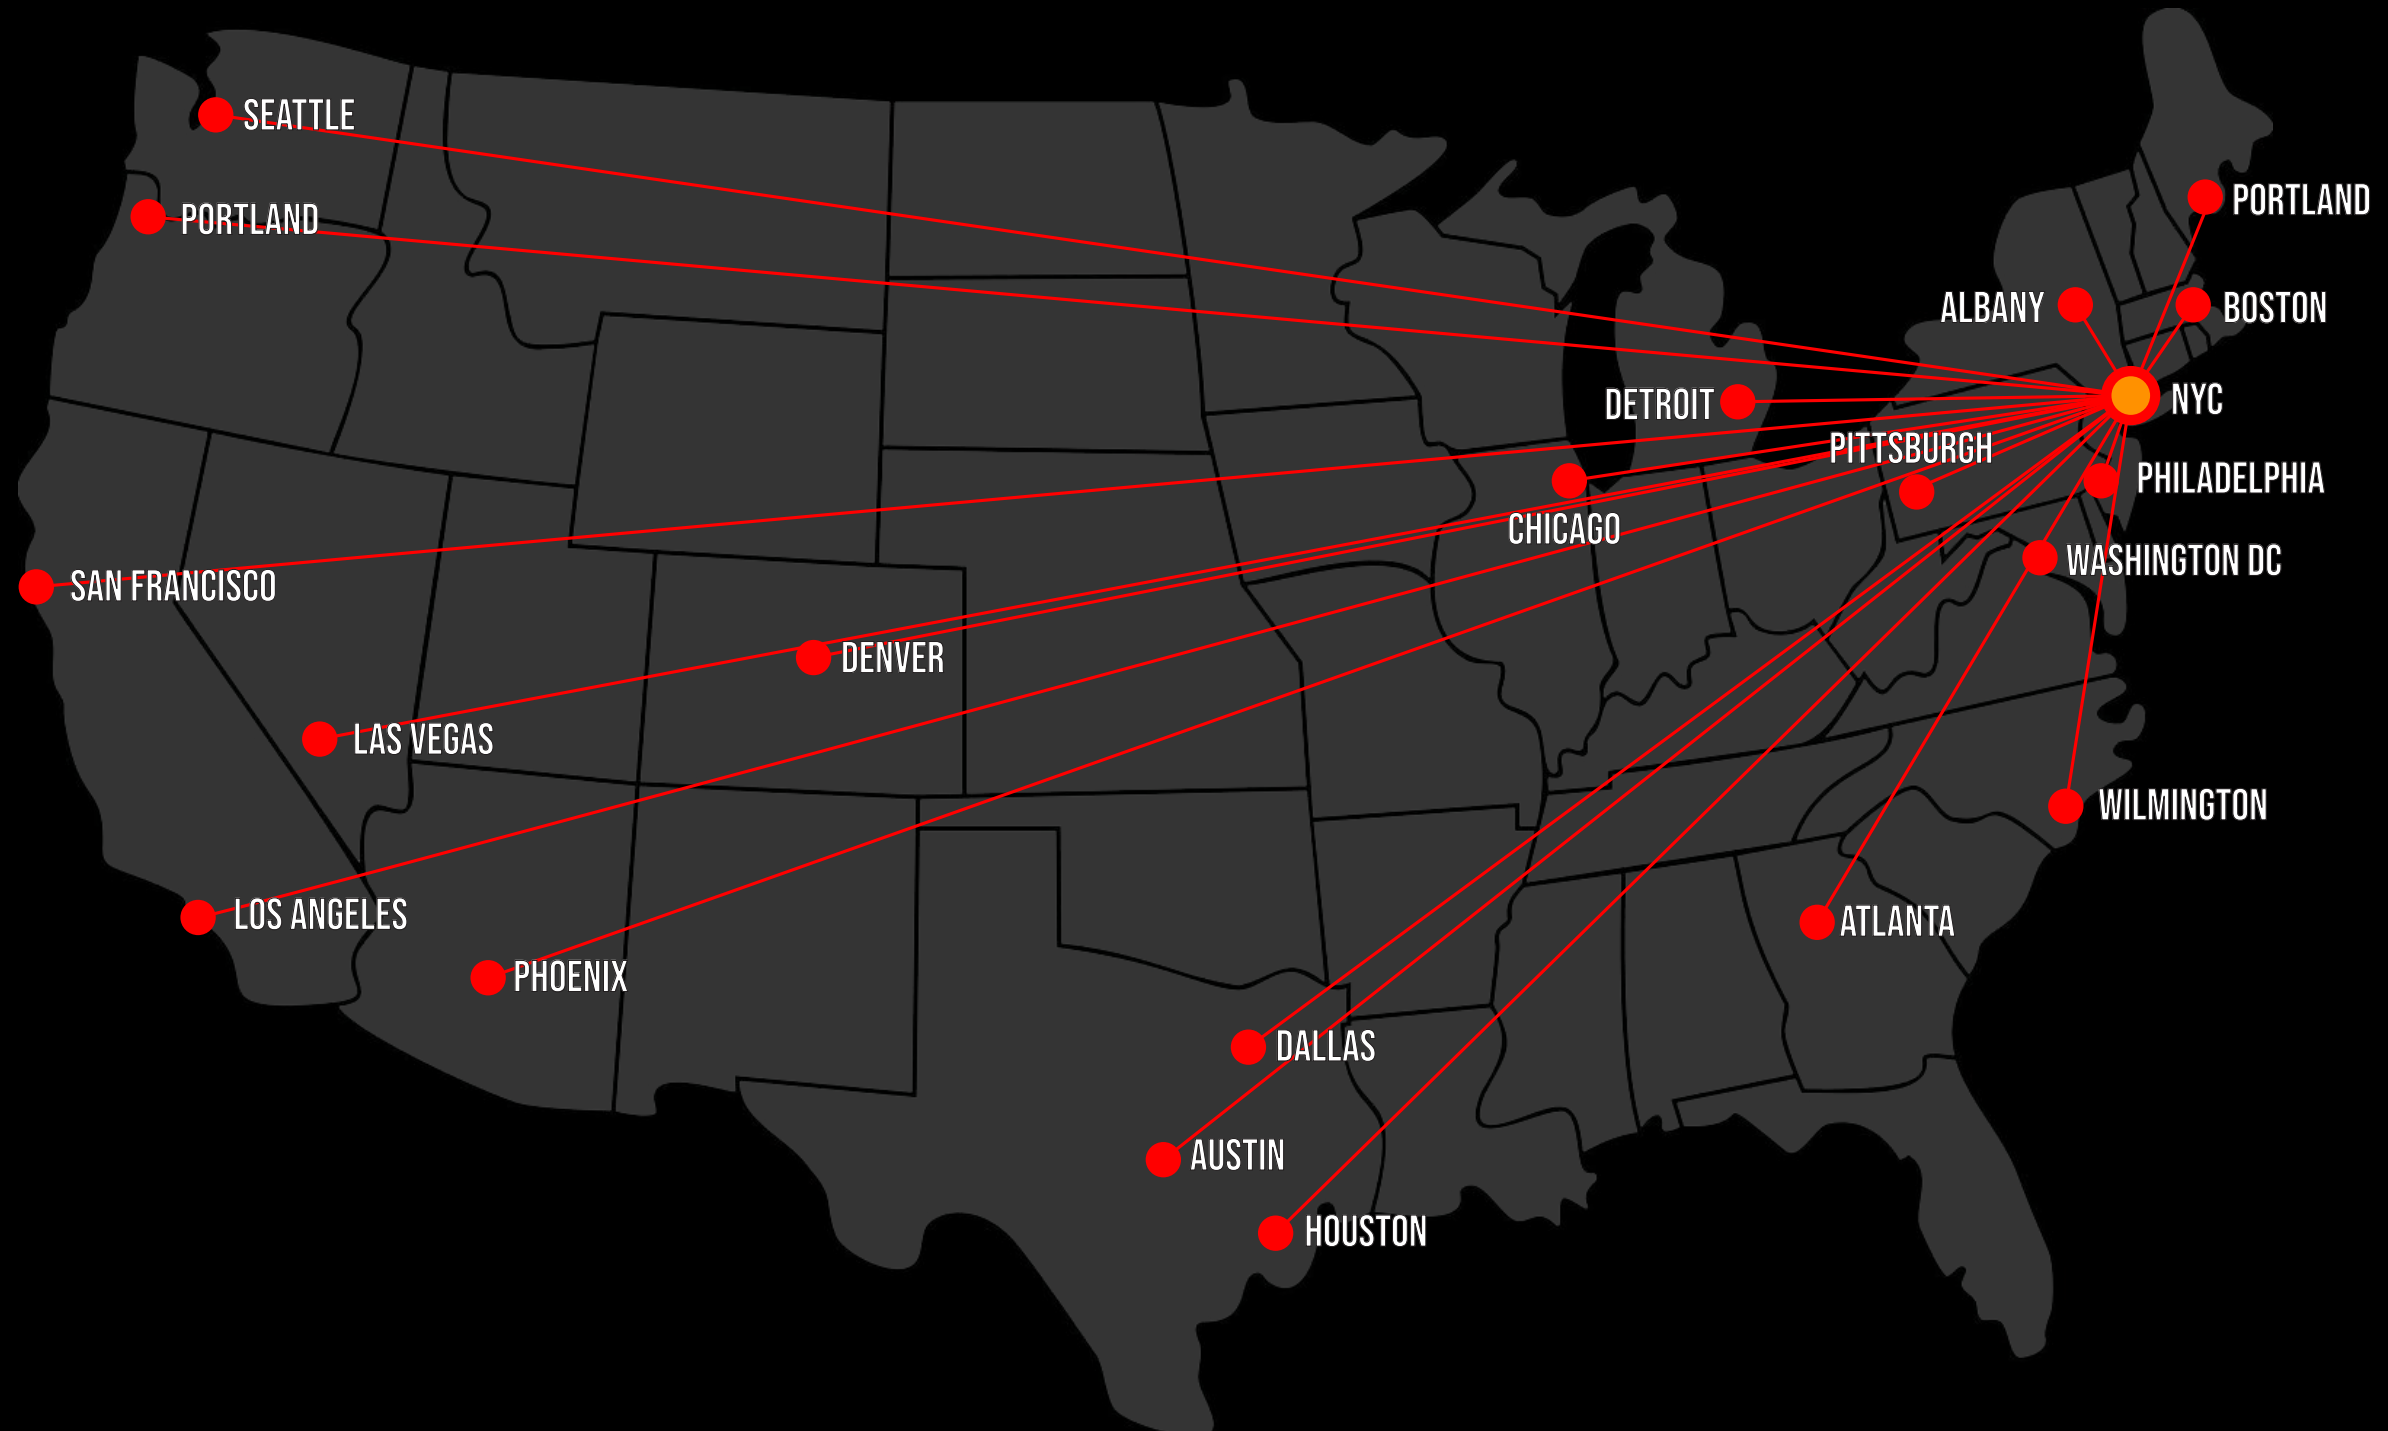 SEATTLE
PORTLAND
PORTLAND
ALBANY
BOSTON
DETROIT
NYC
PITTSBURGH
PHILADELPHIA
CHICAGO
WASHINGTON DC
SAN FRANCISCO
DENVER
LAS VEGAS
WILMINGTON
LOS ANGELES
ATLANTA
PHOENIX
DALLAS
AUSTIN
HOUSTON